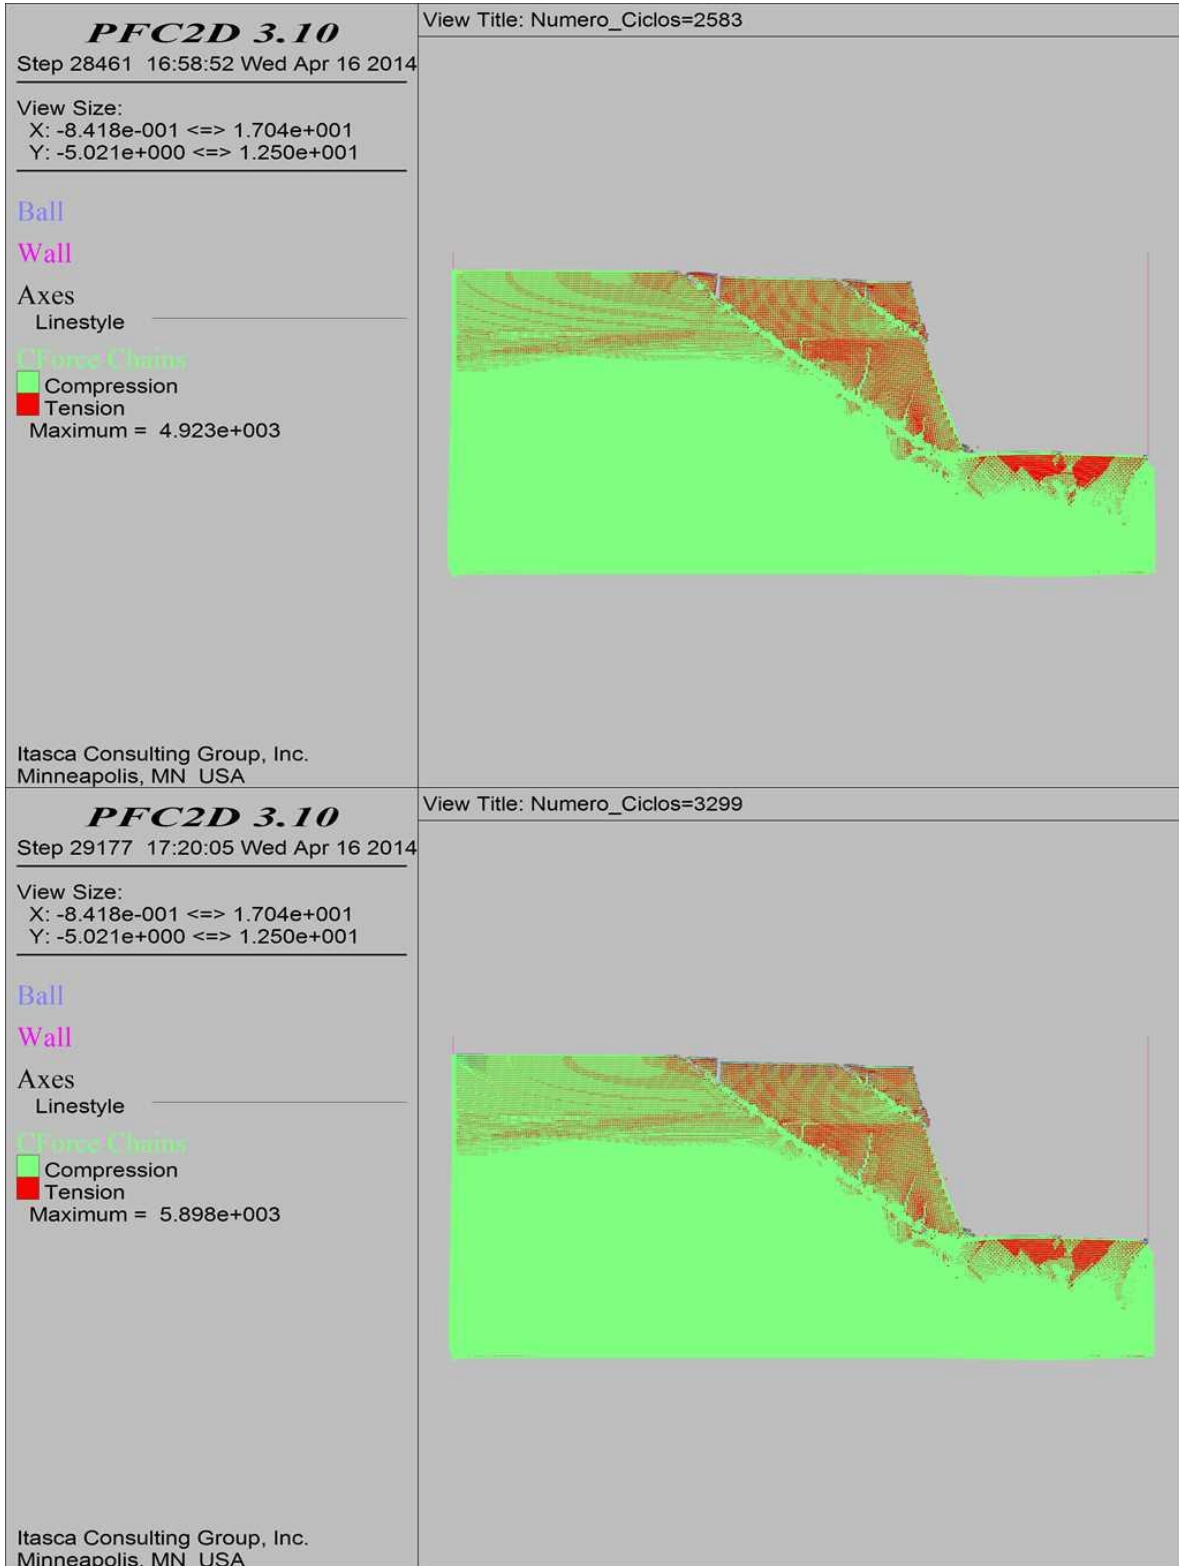 PFC2D 3.10
Step 28461 16:58:52 Wed Apr 16 2014
View Size:
X: -8.418e-001 <=> 1.704e+001
Y: -5.021e+000 <=> 1.250e+001
Ball
Wall
Axes
Linestyle
CForce Chains
Compression
Tension
Maximum = 4.923e+003
Itasca Consulting Group, Inc.
Minneapolis, MN USA
View Title: Numero_Ciclos=2583
PFC2D 3.10
Step 29177 17:20:05 Wed Apr 16 2014
View Size:
X: -8.418e-001 <=> 1.704e+001
Y: -5.021e+000 <=> 1.250e+001
Ball
Wall
Axes
Linestyle
CForce Chains
Compression
Tension
Maximum = 5.898e+003
Itasca Consulting Group, Inc.
Minneapolis, MN USA
View Title: Numero_Ciclos=3299